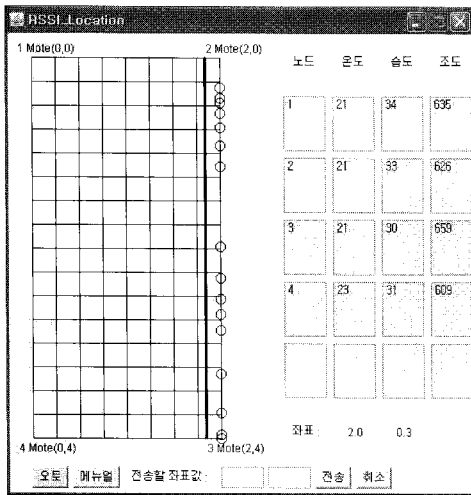 RSSI_Location
1 Mote(0,0) 2 Mote(2,0)
노드 온도 습도 조도
1 21 34 635
2 21 33 626
3 21 30 659
4 23 31 609
좌표 : 2.0 0.3
4 Mote(0,4) 3 Mote(2,4)
오토 메뉴얼 전송할 좌표값 : 전송 취소